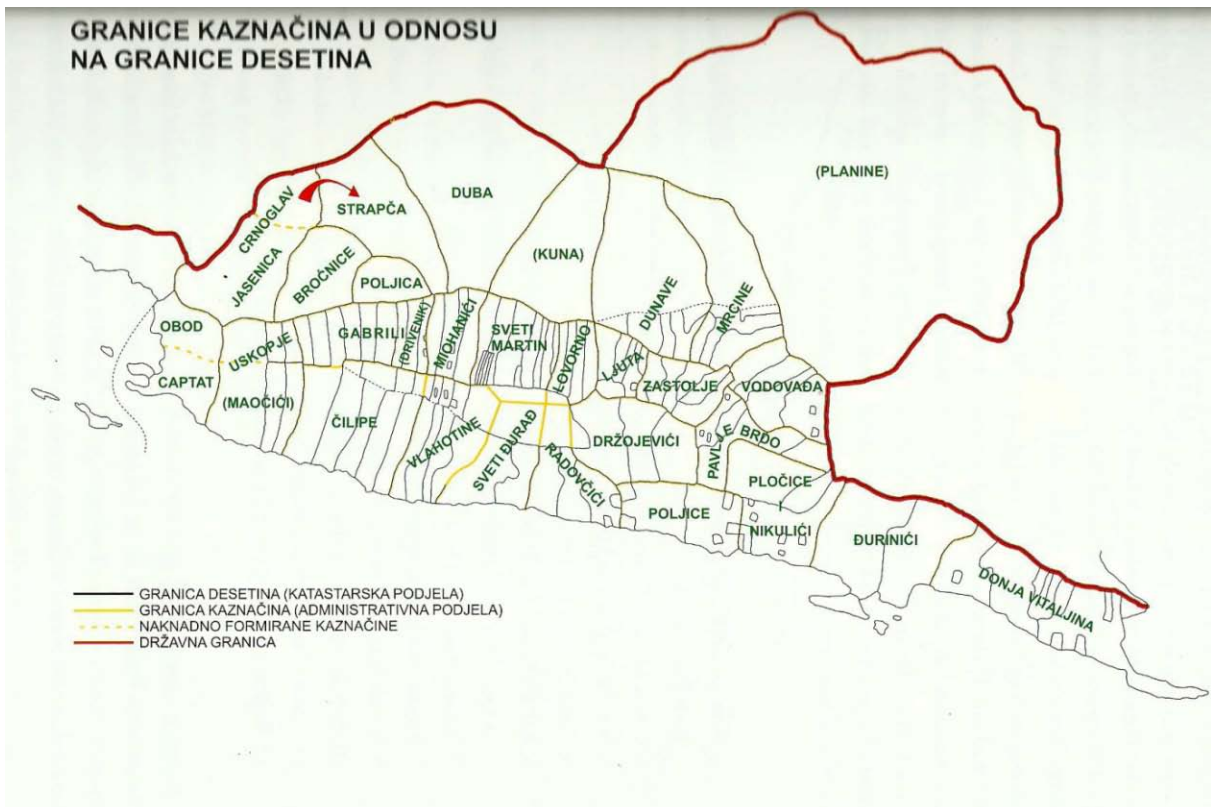 GRANICE KAZNAČINA U ODNOSU
NA GRANICE DESETINA
(PLANINE)
DUBA
CRNOGLAV
STRAPČA
(KUNA)
JASENICA
BROČNICE
POLJICA
DUNAVE
MRCINE
OBOD
USKOPJE
GABRILI
(DRIVENIK)
MIOHANIĆI
SVETI
MARTIN
LOVORNO
LJUTA
ZASTOLJE
VODOVAĐA
CAPTAT
(MAOČIĆI)
ČILIPE
VLAHOTINE
SVETI ĐURAĐ
RADOVČIĆI
DRŽOJEVIĆI
PAVLJE BRDO
PLOČICE
I
NIKULIĆI
POLJICE
ĐURINIĆI
DONJA VITALJINA
GRANICA DESETINA (KATASTARSKA PODJELA)
GRANICA KAZNAČINA (ADMINISTRATIVNA PODJELA)
NAKNADNO FORMIRANE KAZNAČINE
DRŽAVNA GRANICA